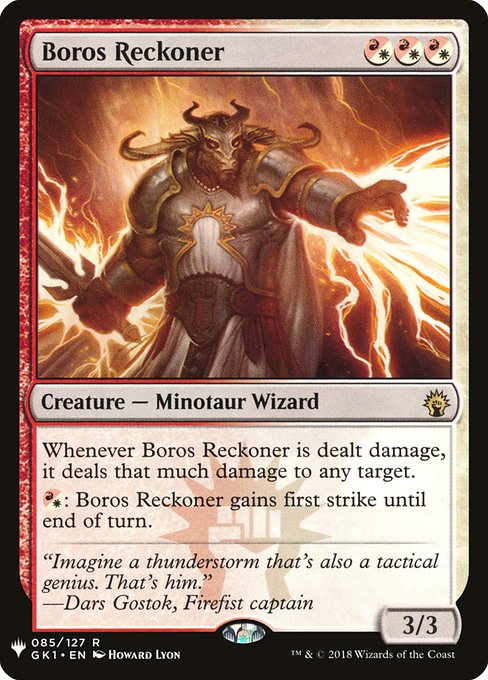 Boros Reckoner
Creature — Minotaur Wizard
Whenever Boros Reckoner is dealt damage,
it deals that much damage to any target.
: Boros Reckoner gains first strike until
end of turn.
“Imagine a thunderstorm that’s also a tactical
genius. That’s him.”
—Dars Gostok, Firefist captain
3/3
085/127 R
GK1 • EN Howard Lyon
™ & © 2018 Wizards of the Coast